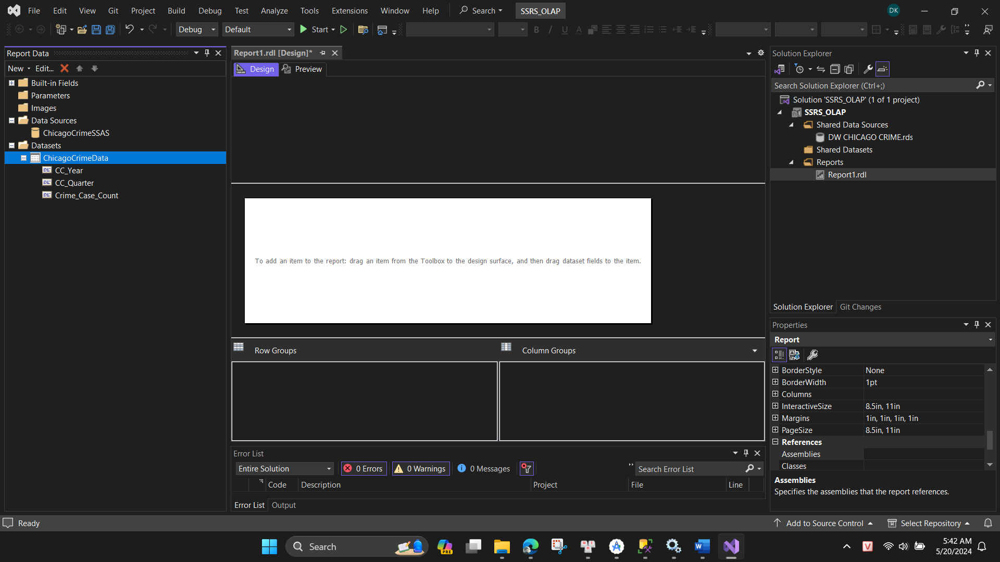 File Edit View Git Project Build Debug Test Analyze Tools Extensions Window Help Search SSRS_OLAP DK
Debug Default Start
Report Data
New Edit...
Built-in Fields
Parameters
Images
Data Sources
ChicagoCrimeSSAS
Datasets
ChicagoCrimeData
CC_Year
CC_Quarter
Crime_Case_Count
Report1.rdl [Design]*
Design Preview
To add an item to the report: drag an item from the Toolbox to the design surface, and then drag dataset fields to the item.
Row Groups Column Groups
Error List
Entire Solution 0 Errors 0 Warnings 0 Messages Search Error List
Code Description Project File Line
Error List Output
Solution Explorer
Search Solution Explorer (Ctrl+;)
Solution 'SSRS_OLAP' (1 of 1 project)
SSRS_OLAP
Shared Data Sources
DW CHICAGO CRIME.rds
Shared Datasets
Reports
Report1.rdl
Solution Explorer Git Changes
Properties
Report
BorderStyle None
BorderWidth 1pt
Columns
InteractiveSize 8.5in, 11in
Margins 1in, 1in, 1in, 1in
PageSize 8.5in, 11in
References
Assemblies
Classes
Assemblies
Specifies the assemblies that the report references.
Ready Add to Source Control Select Repository
Search PRE W V 5:42 AM
5/20/2024